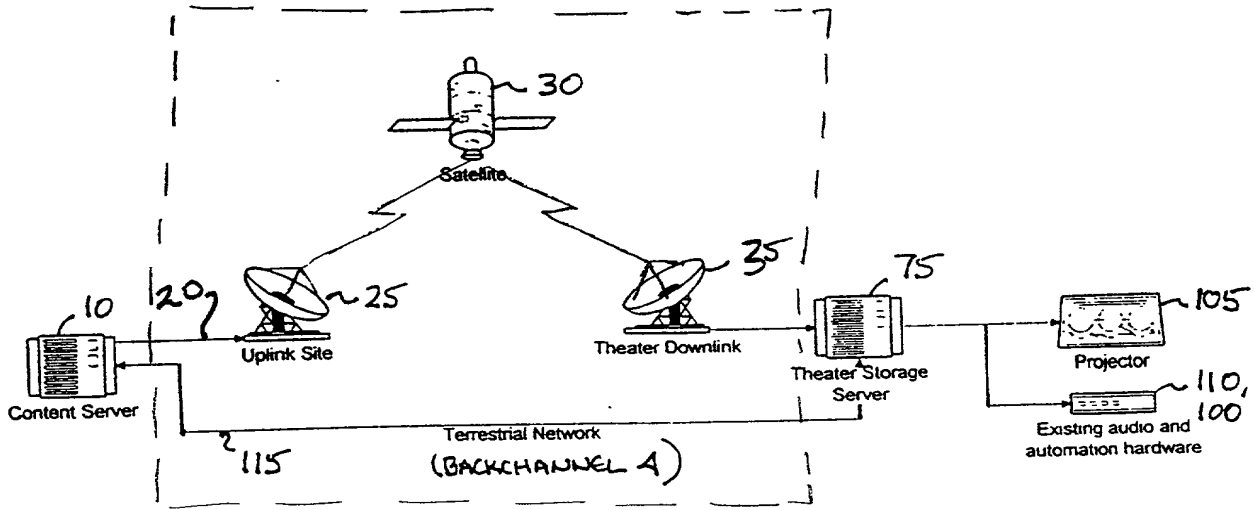 30
Satellite
10
20
25
Uplink Site
35
Theater Downlink
75
105
Projector
Content Server
Theater Storage
Server
110,
100
Existing audio and
automation hardware
115
Terrestrial Network
(BACKCHANNEL A)